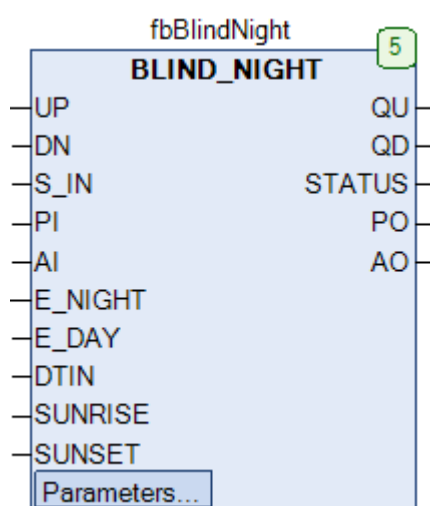 fbBlindNight
5
BLIND_NIGHT
UP QU
DN QD
S_IN STATUS
PI PO
AI AO
E_NIGHT
E_DAY
DTIN
SUNRISE
SUNSET
Parameters...